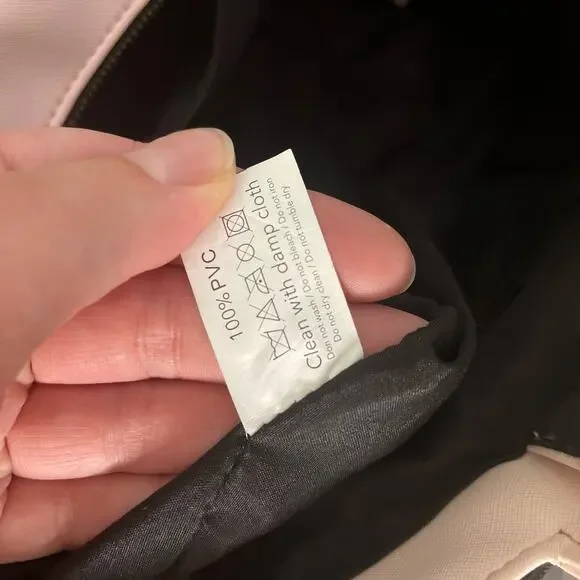 100% PVC
Clean with damp cloth
Don not wash / Do not bleach / Do not iron
Do not dry clean / Do not tumble dry